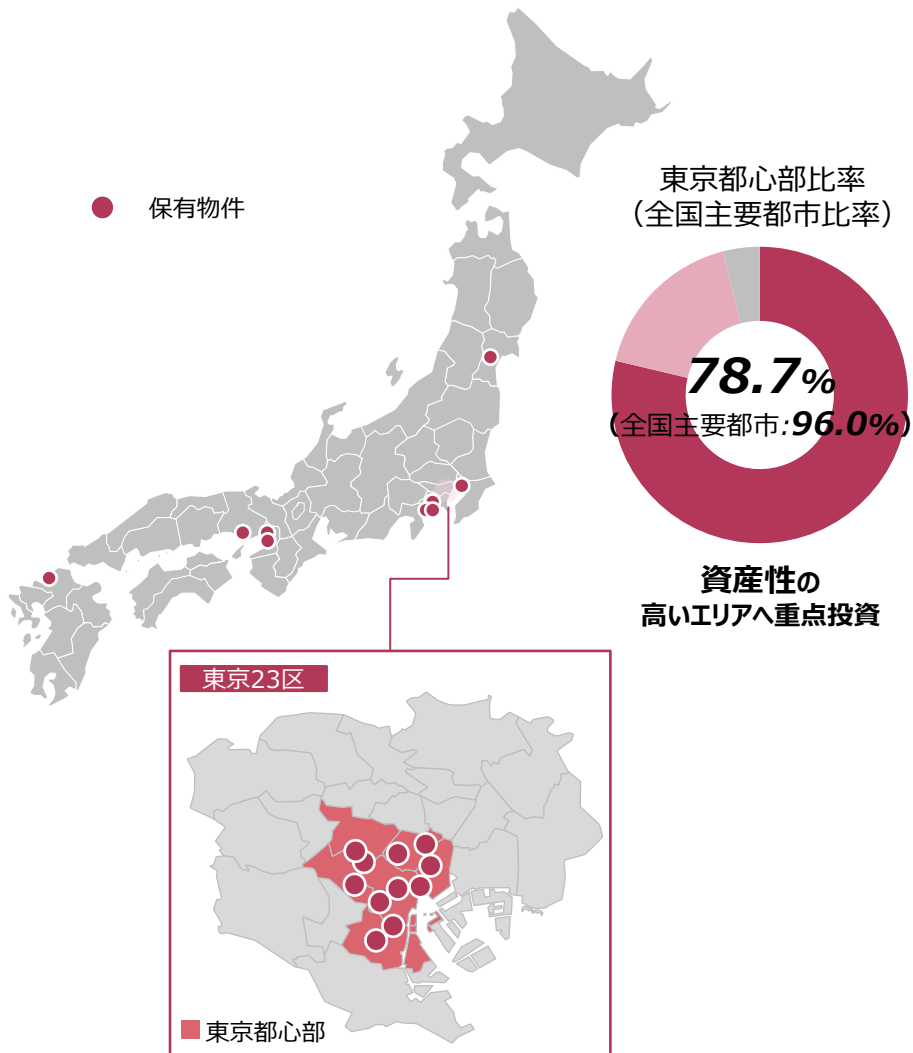 保有物件
東京都心部比率
（全国主要都市比率）
78.7%
（全国主要都市:96.0%）
資産性の
高いエリアへ重点投資
東京23区
東京都心部